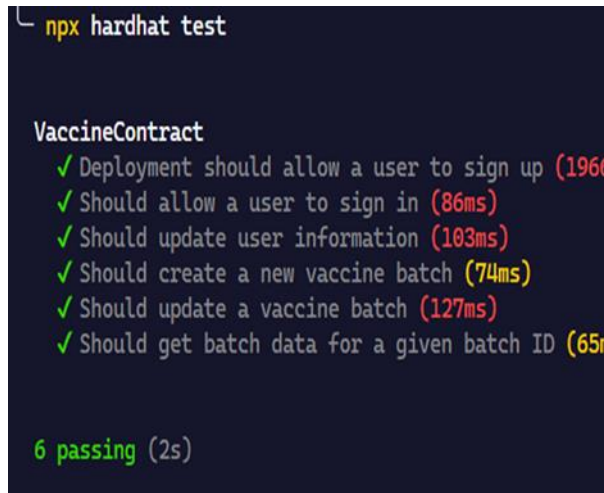 npx hardhat test
VaccineContract
✓ Deployment should allow a user to sign up (196
✓ Should allow a user to sign in (86ms)
✓ Should update user information (103ms)
✓ Should create a new vaccine batch (74ms)
✓ Should update a vaccine batch (127ms)
✓ Should get batch data for a given batch ID (65
6 passing (2s)